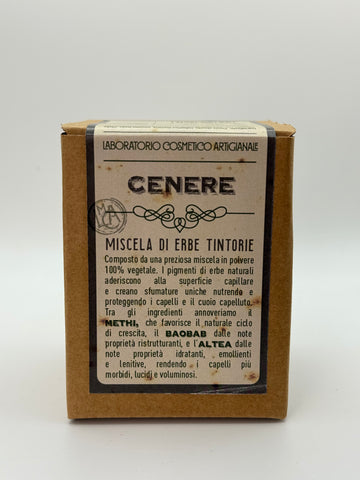 LABORATORIO COSMETICO ARTIGIANALE
CENERE
MISCELA DI ERBE TINTORIE
Composto da una preziosa miscela in polvere
100% vegetale. I pigmenti di erbe naturali
aderiscono alla superficie capillare
e creano sfumature uniche nutrendo e
proteggendo i capelli e il cuoio capelluto.
Tra gli ingredienti annoveriamo il
METHI, che favorisce il naturale ciclo
di crescita, il BAOBAB dalle note
proprietà ristrutturanti, e l'ALTEA dalle
note proprietà idratanti, emollienti
e lenitive, rendendo i capelli più
morbidi, lucidi e voluminosi.